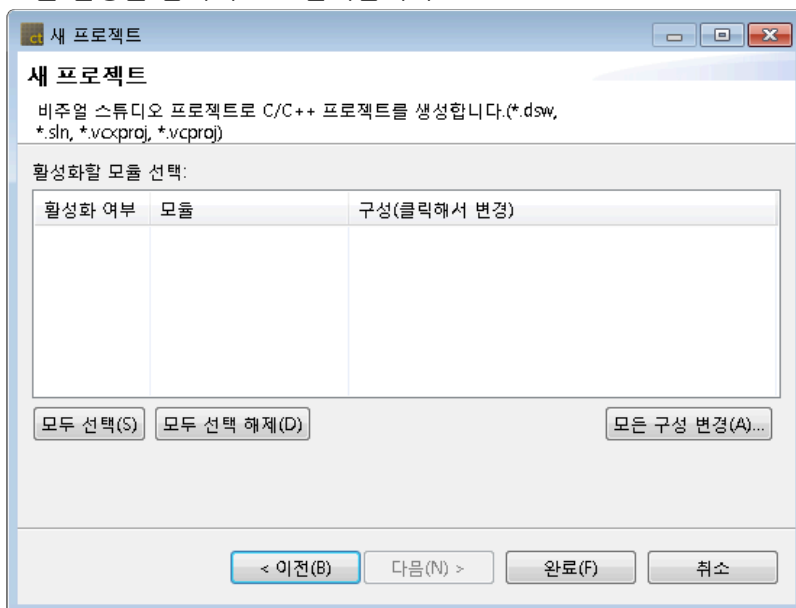 새 프로젝트
새 프로젝트
비주얼 스튜디오 프로젝트로 C/C++ 프로젝트를 생성합니다.(*.dsw,
*.sln, *.vcxproj, *.vcproj)
활성화할 모듈 선택:
활성화 여부 모듈 구성(클릭해서 변경)
모두 선택(S) 모두 선택 해제(D) 모든 구성 변경(A)...
< 이전(B) 다음(N) > 완료(F) 취소